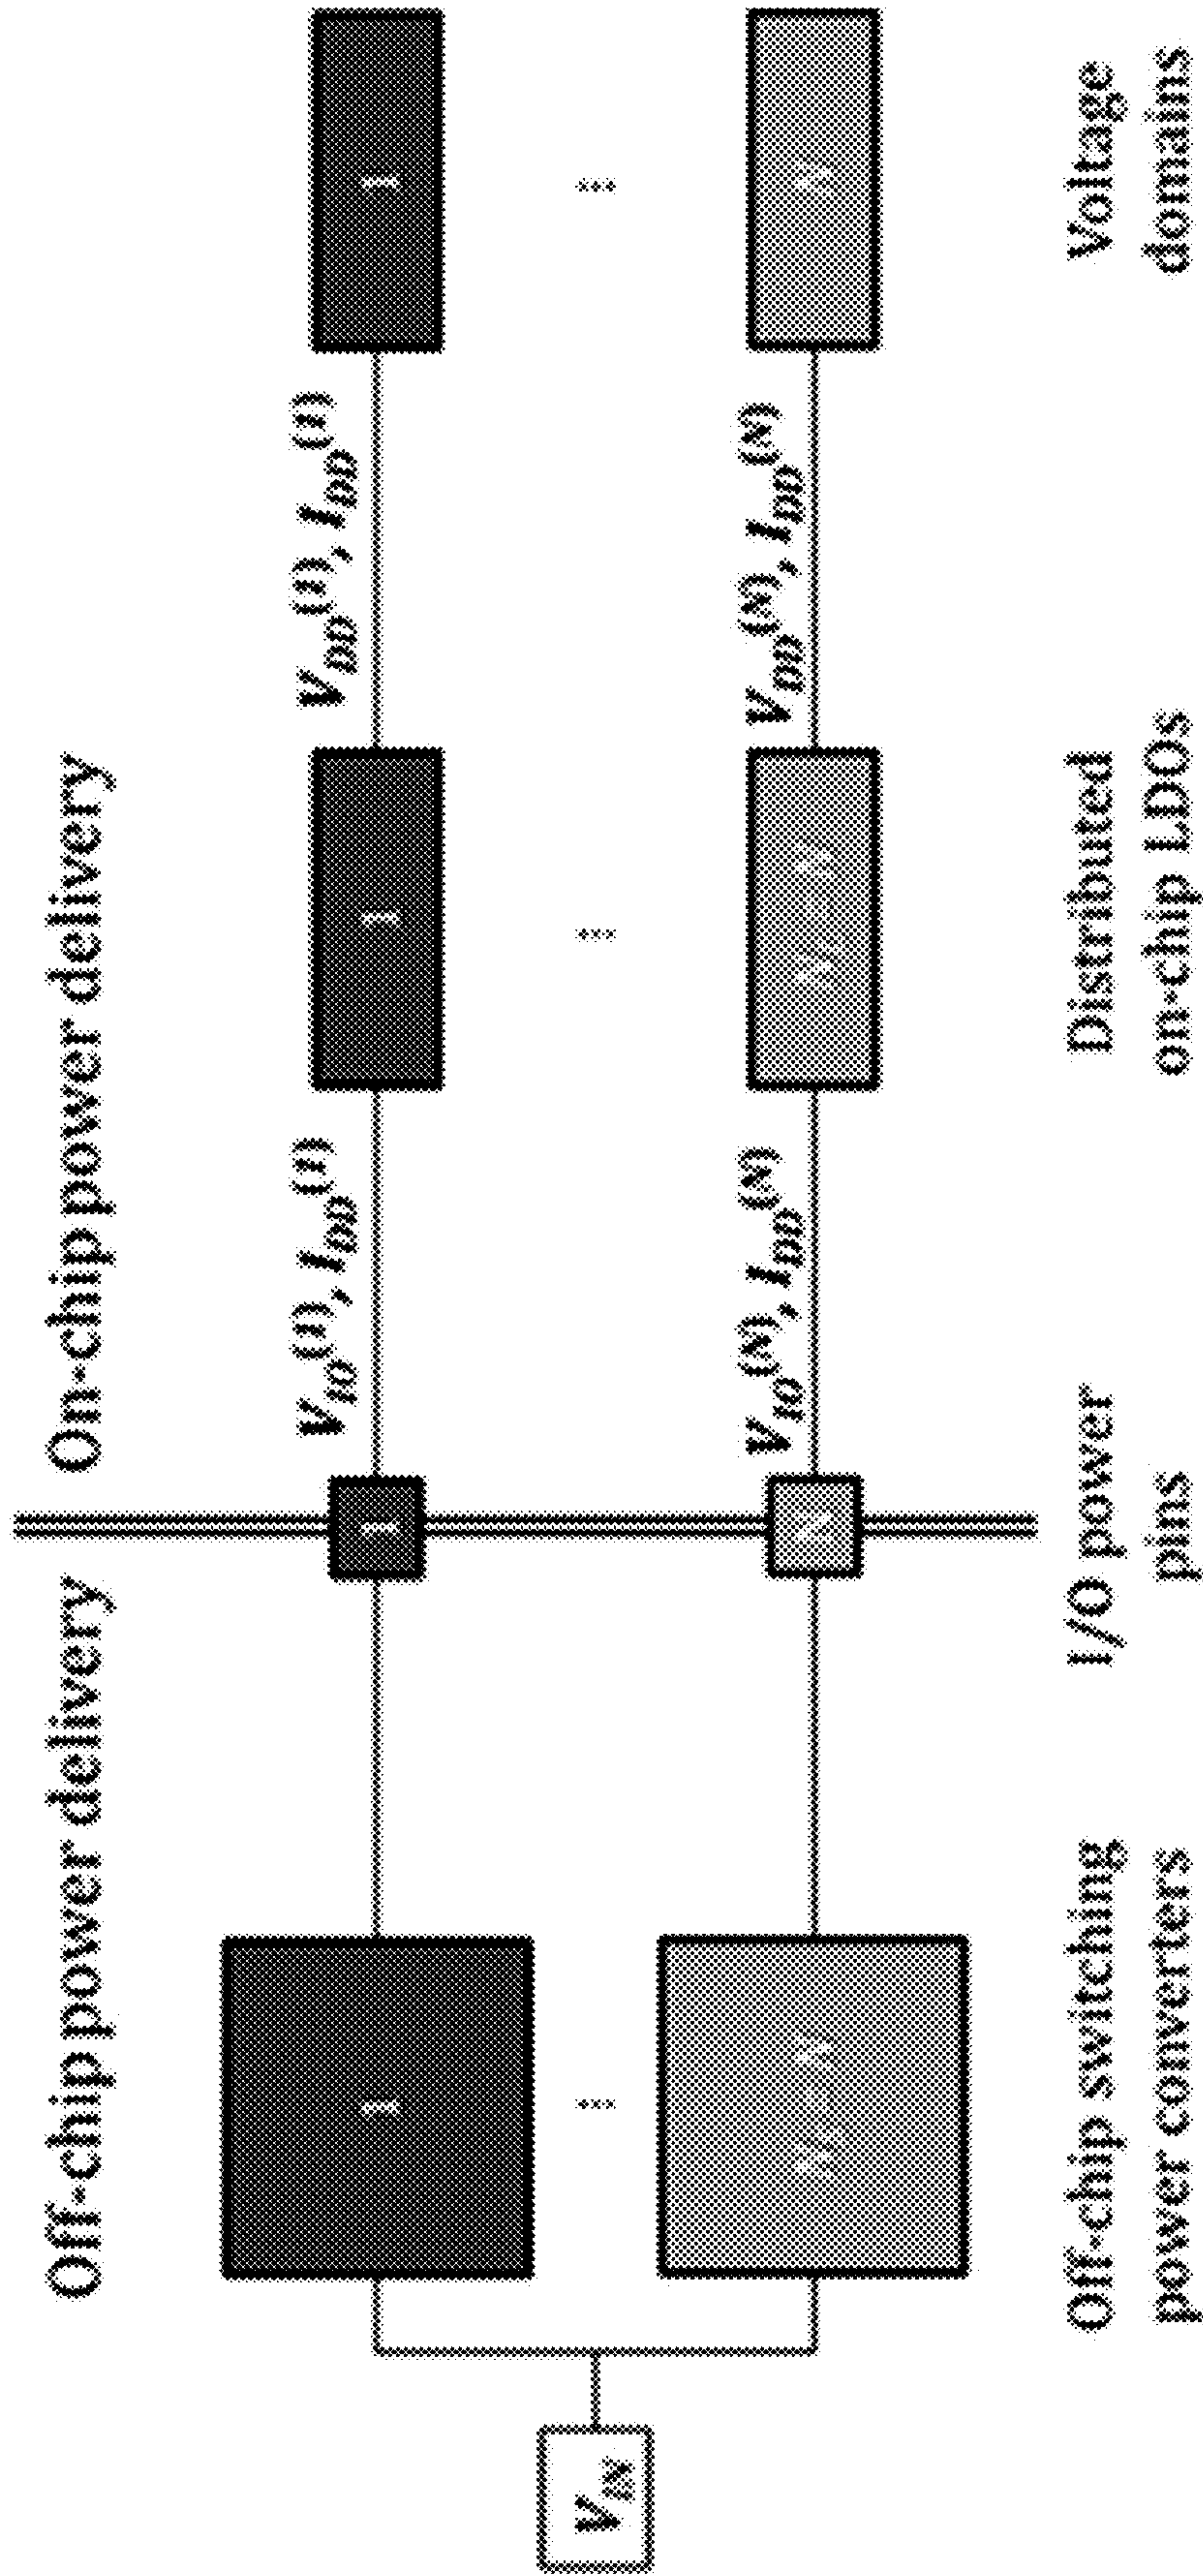 Off-chip power delivery
On-chip power delivery
V_IN
1
1
V_IO^(1), I_DD^(1)
1
V_DD^(1), I_DD^(1)
1
...
...
...
N
V_IO^(N), I_DD^(N)
V_DD^(N), I_DD^(N)
N
Off-chip switching
power converters
I/O power
pins
Distributed
on-chip LDOs
Voltage
domains